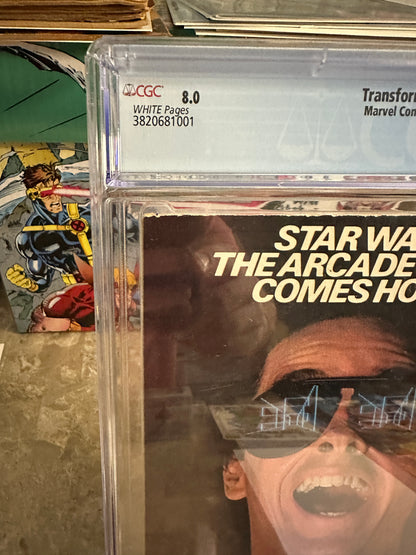 CGC 8.0
WHITE Pages
3820681001
Transform
Marvel Com
STAR WA
THE ARCADE
COMES HO